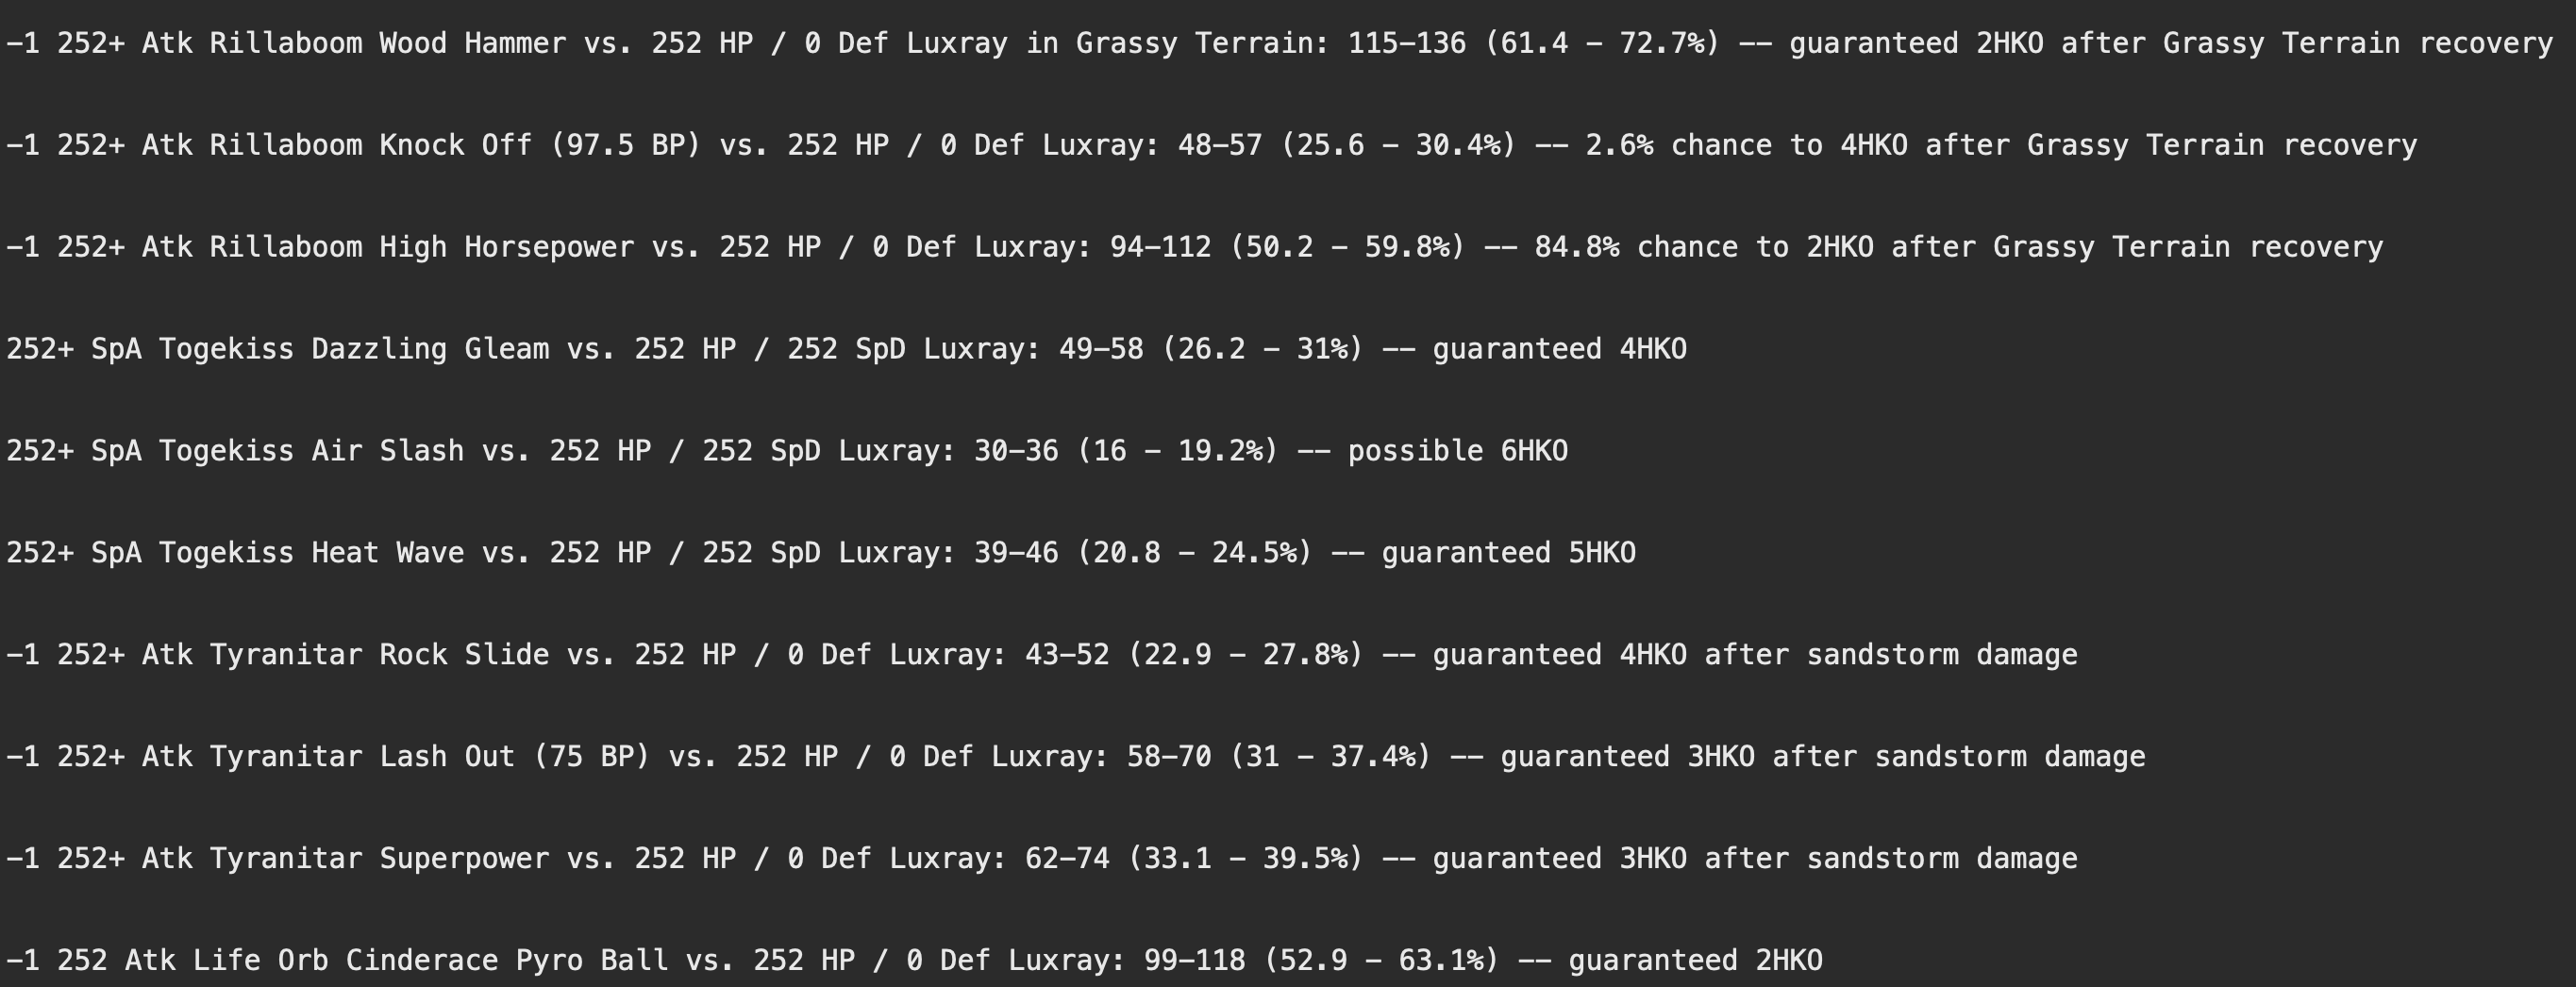 -1 252+ Atk Rillaboom Wood Hammer vs. 252 HP / 0 Def Luxray in Grassy Terrain: 115-136 (61.4 - 72.7%) -- guaranteed 2HKO after Grassy Terrain recovery
-1 252+ Atk Rillaboom Knock Off (97.5 BP) vs. 252 HP / 0 Def Luxray: 48-57 (25.6 - 30.4%) -- 2.6% chance to 4HKO after Grassy Terrain recovery
-1 252+ Atk Rillaboom High Horsepower vs. 252 HP / 0 Def Luxray: 94-112 (50.2 - 59.8%) -- 84.8% chance to 2HKO after Grassy Terrain recovery
252+ SpA Togekiss Dazzling Gleam vs. 252 HP / 252 SpD Luxray: 49-58 (26.2 - 31%) -- guaranteed 4HKO
252+ SpA Togekiss Air Slash vs. 252 HP / 252 SpD Luxray: 30-36 (16 - 19.2%) -- possible 6HKO
252+ SpA Togekiss Heat Wave vs. 252 HP / 252 SpD Luxray: 39-46 (20.8 - 24.5%) -- guaranteed 5HKO
-1 252+ Atk Tyranitar Rock Slide vs. 252 HP / 0 Def Luxray: 43-52 (22.9 - 27.8%) -- guaranteed 4HKO after sandstorm damage
-1 252+ Atk Tyranitar Lash Out (75 BP) vs. 252 HP / 0 Def Luxray: 58-70 (31 - 37.4%) -- guaranteed 3HKO after sandstorm damage
-1 252+ Atk Tyranitar Superpower vs. 252 HP / 0 Def Luxray: 62-74 (33.1 - 39.5%) -- guaranteed 3HKO after sandstorm damage
-1 252 Atk Life Orb Cinderace Pyro Ball vs. 252 HP / 0 Def Luxray: 99-118 (52.9 - 63.1%) -- guaranteed 2HKO